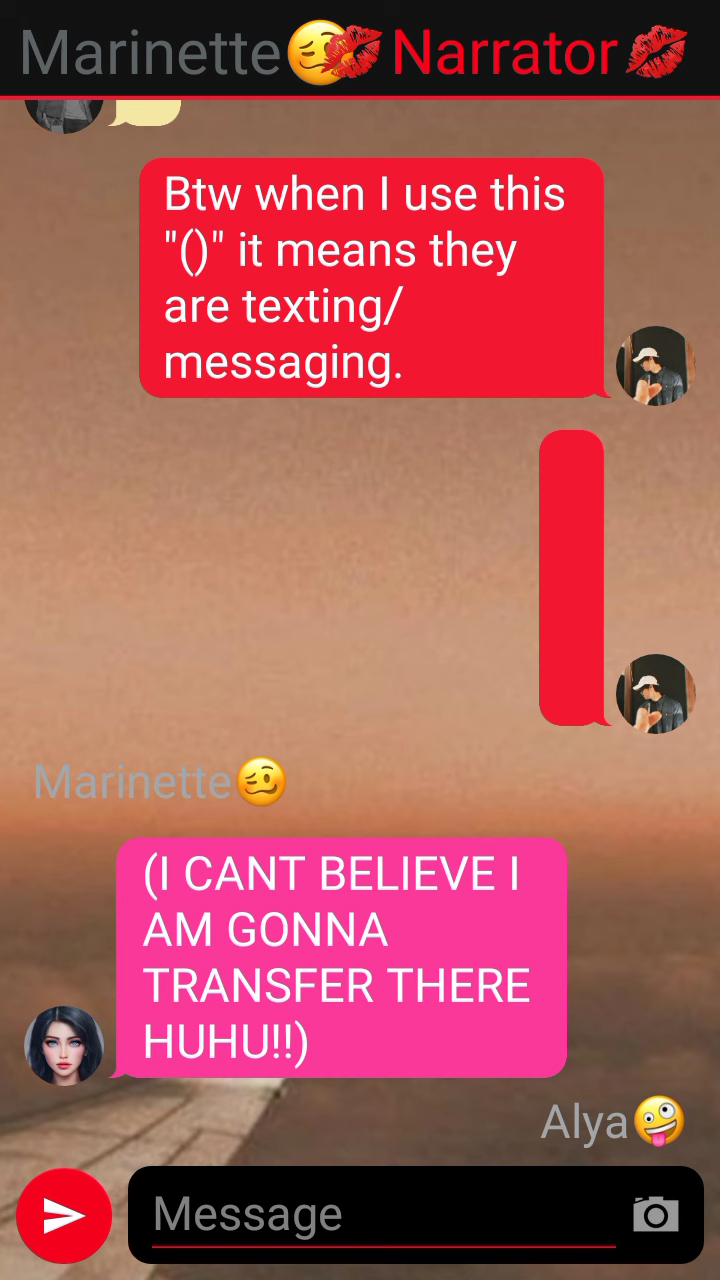 Marinette🥴💋Narrator💋
Btw when I use this
"()" it means they
are texting/
messaging.
Marinette🥴
(I CANT BELIEVE I
AM GONNA
TRANSFER THERE
HUHU!!)
Alya🤪
Message